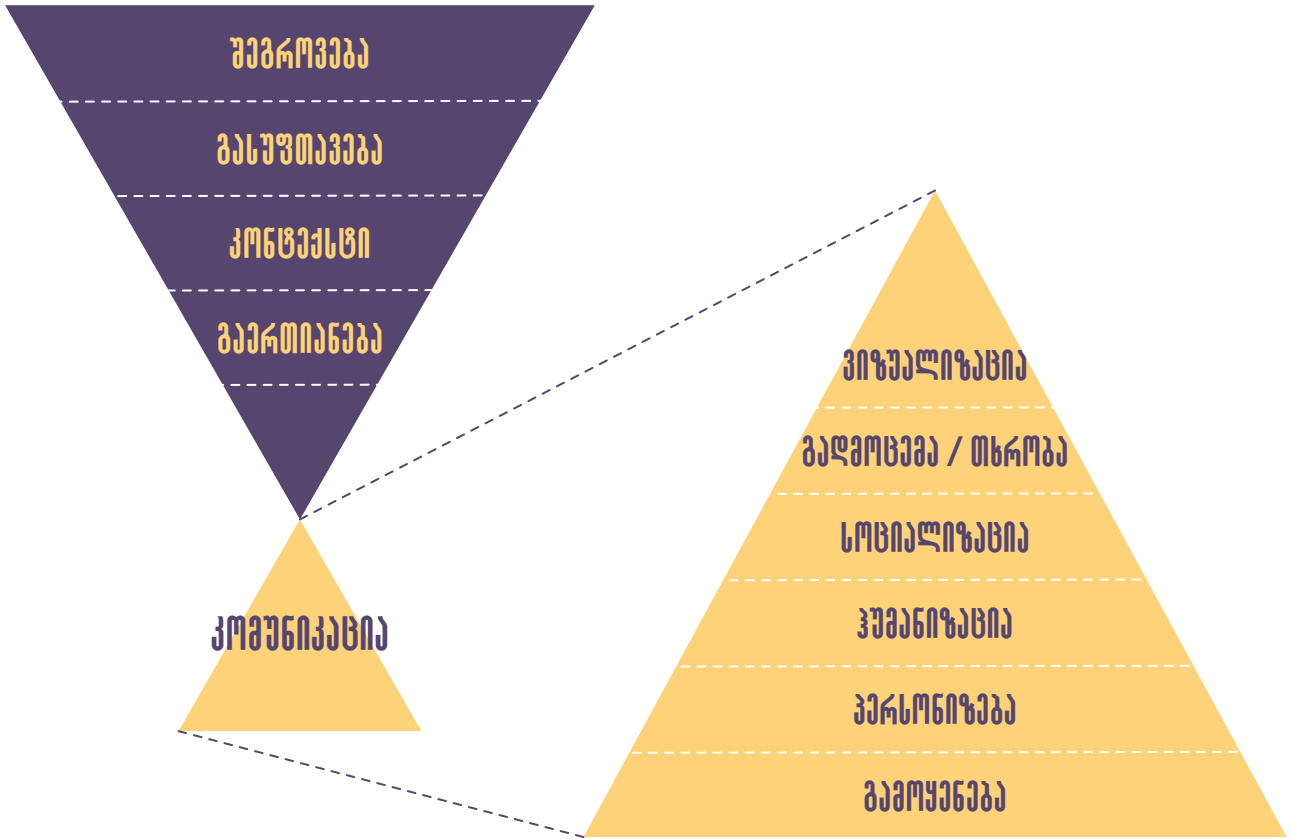 შეგროვება
გასუფთავება
კონტექსტი
გაერთიანება
კომუნიკაცია
ვიზუალიზაცია
გადმოცემა / თხრობა
სოციალიზაცია
ჰუმანიზაცია
პერსონიზება
გამოყენება